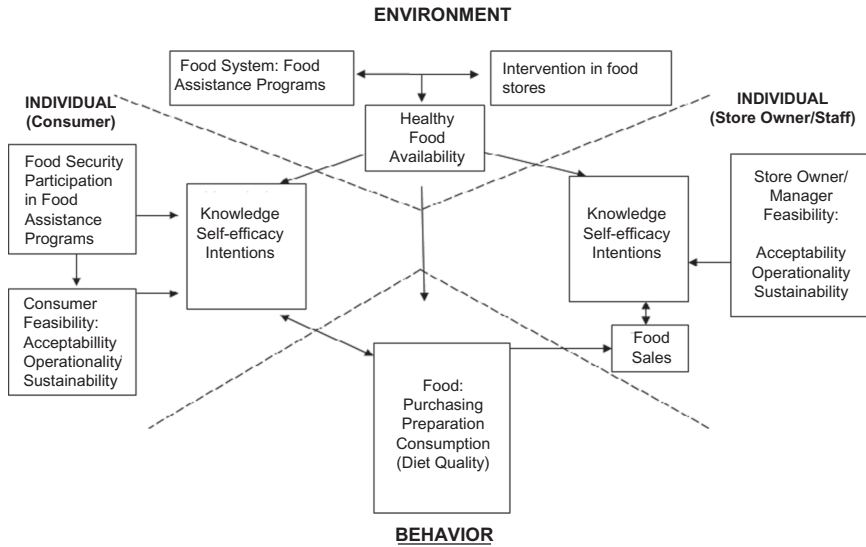 ENVIRONMENT
Food System: Food
Assistance Programs
Intervention in food
stores
INDIVIDUAL
(Consumer)
INDIVIDUAL
(Store Owner/Staff)
Healthy
Food
Availability
Food Security
Participation
in Food
Assistance
Programs
Knowledge
Self-efficacy
Intentions
Knowledge
Self-efficacy
Intentions
Store Owner/
Manager
Feasibility:
Acceptability
Operationality
Sustainability
Consumer
Feasibility:
Acceptability
Operationality
Sustainability
Food
Sales
Food:
Purchasing
Preparation
Consumption
(Diet Quality)
BEHAVIOR